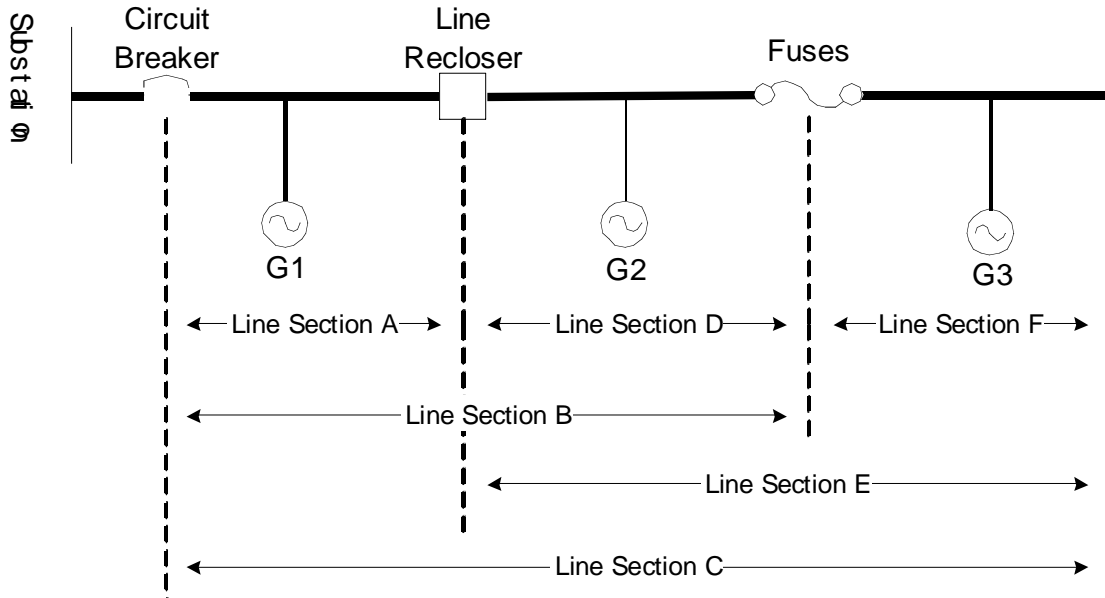 Substation
Circuit
Breaker
Line
Recloser
Fuses
G1
G2
G3
Line Section A
Line Section D
Line Section F
Line Section B
Line Section E
Line Section C